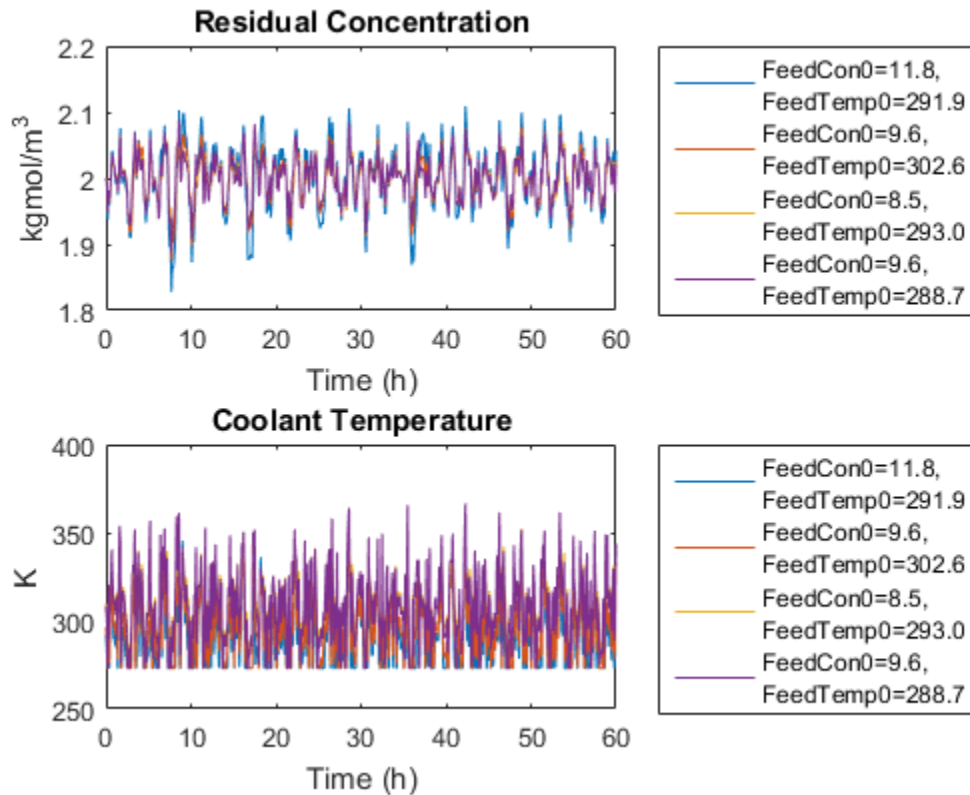 Residual Concentration
2.2
2.1
2
1.9
1.8
kgmol/m³
0 10 20 30 40 50 60
Time (h)
FeedCon0=11.8,
FeedTemp0=291.9
FeedCon0=9.6,
FeedTemp0=302.6
FeedCon0=8.5,
FeedTemp0=293.0
FeedCon0=9.6,
FeedTemp0=288.7
Coolant Temperature
400
350
300
250
K
0 10 20 30 40 50 60
Time (h)
FeedCon0=11.8,
FeedTemp0=291.9
FeedCon0=9.6,
FeedTemp0=302.6
FeedCon0=8.5,
FeedTemp0=293.0
FeedCon0=9.6,
FeedTemp0=288.7